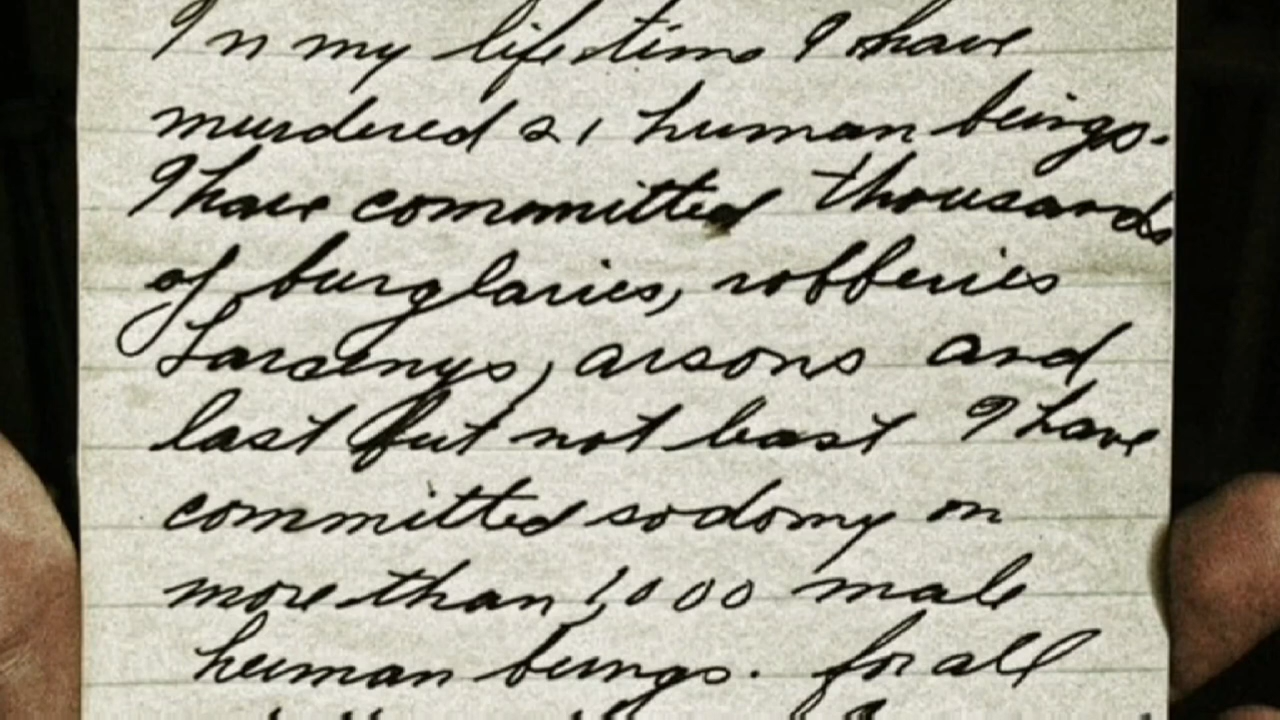 In my lifetime I have
murdered 21 human beings.
I have committed thousands
of burglaries, robberies
Larcenys, arsons and
last but not least I have
committed sodomy on
more than 1,000 male
human beings. for all